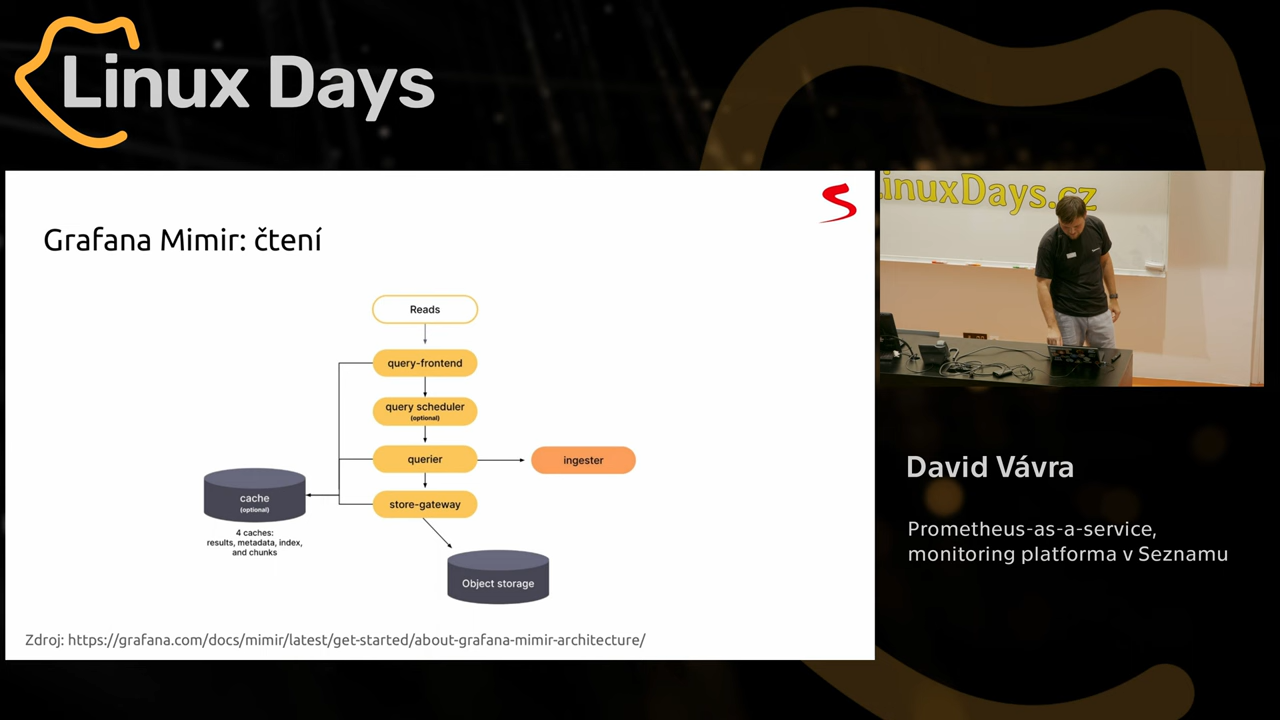 Linux Days
Grafana Mimir: čtení
Reads
query-frontend
query scheduler
(optional)
querier
ingester
store-gateway
cache
(optional)
4 caches:
results, metadata, index,
and chunks
Object storage
Zdroj: https://grafana.com/docs/mimir/latest/get-started/about-grafana-mimir-architecture/
LinuxDays.cz
David Vávra
Prometheus-as-a-service,
monitoring platforma v Seznamu